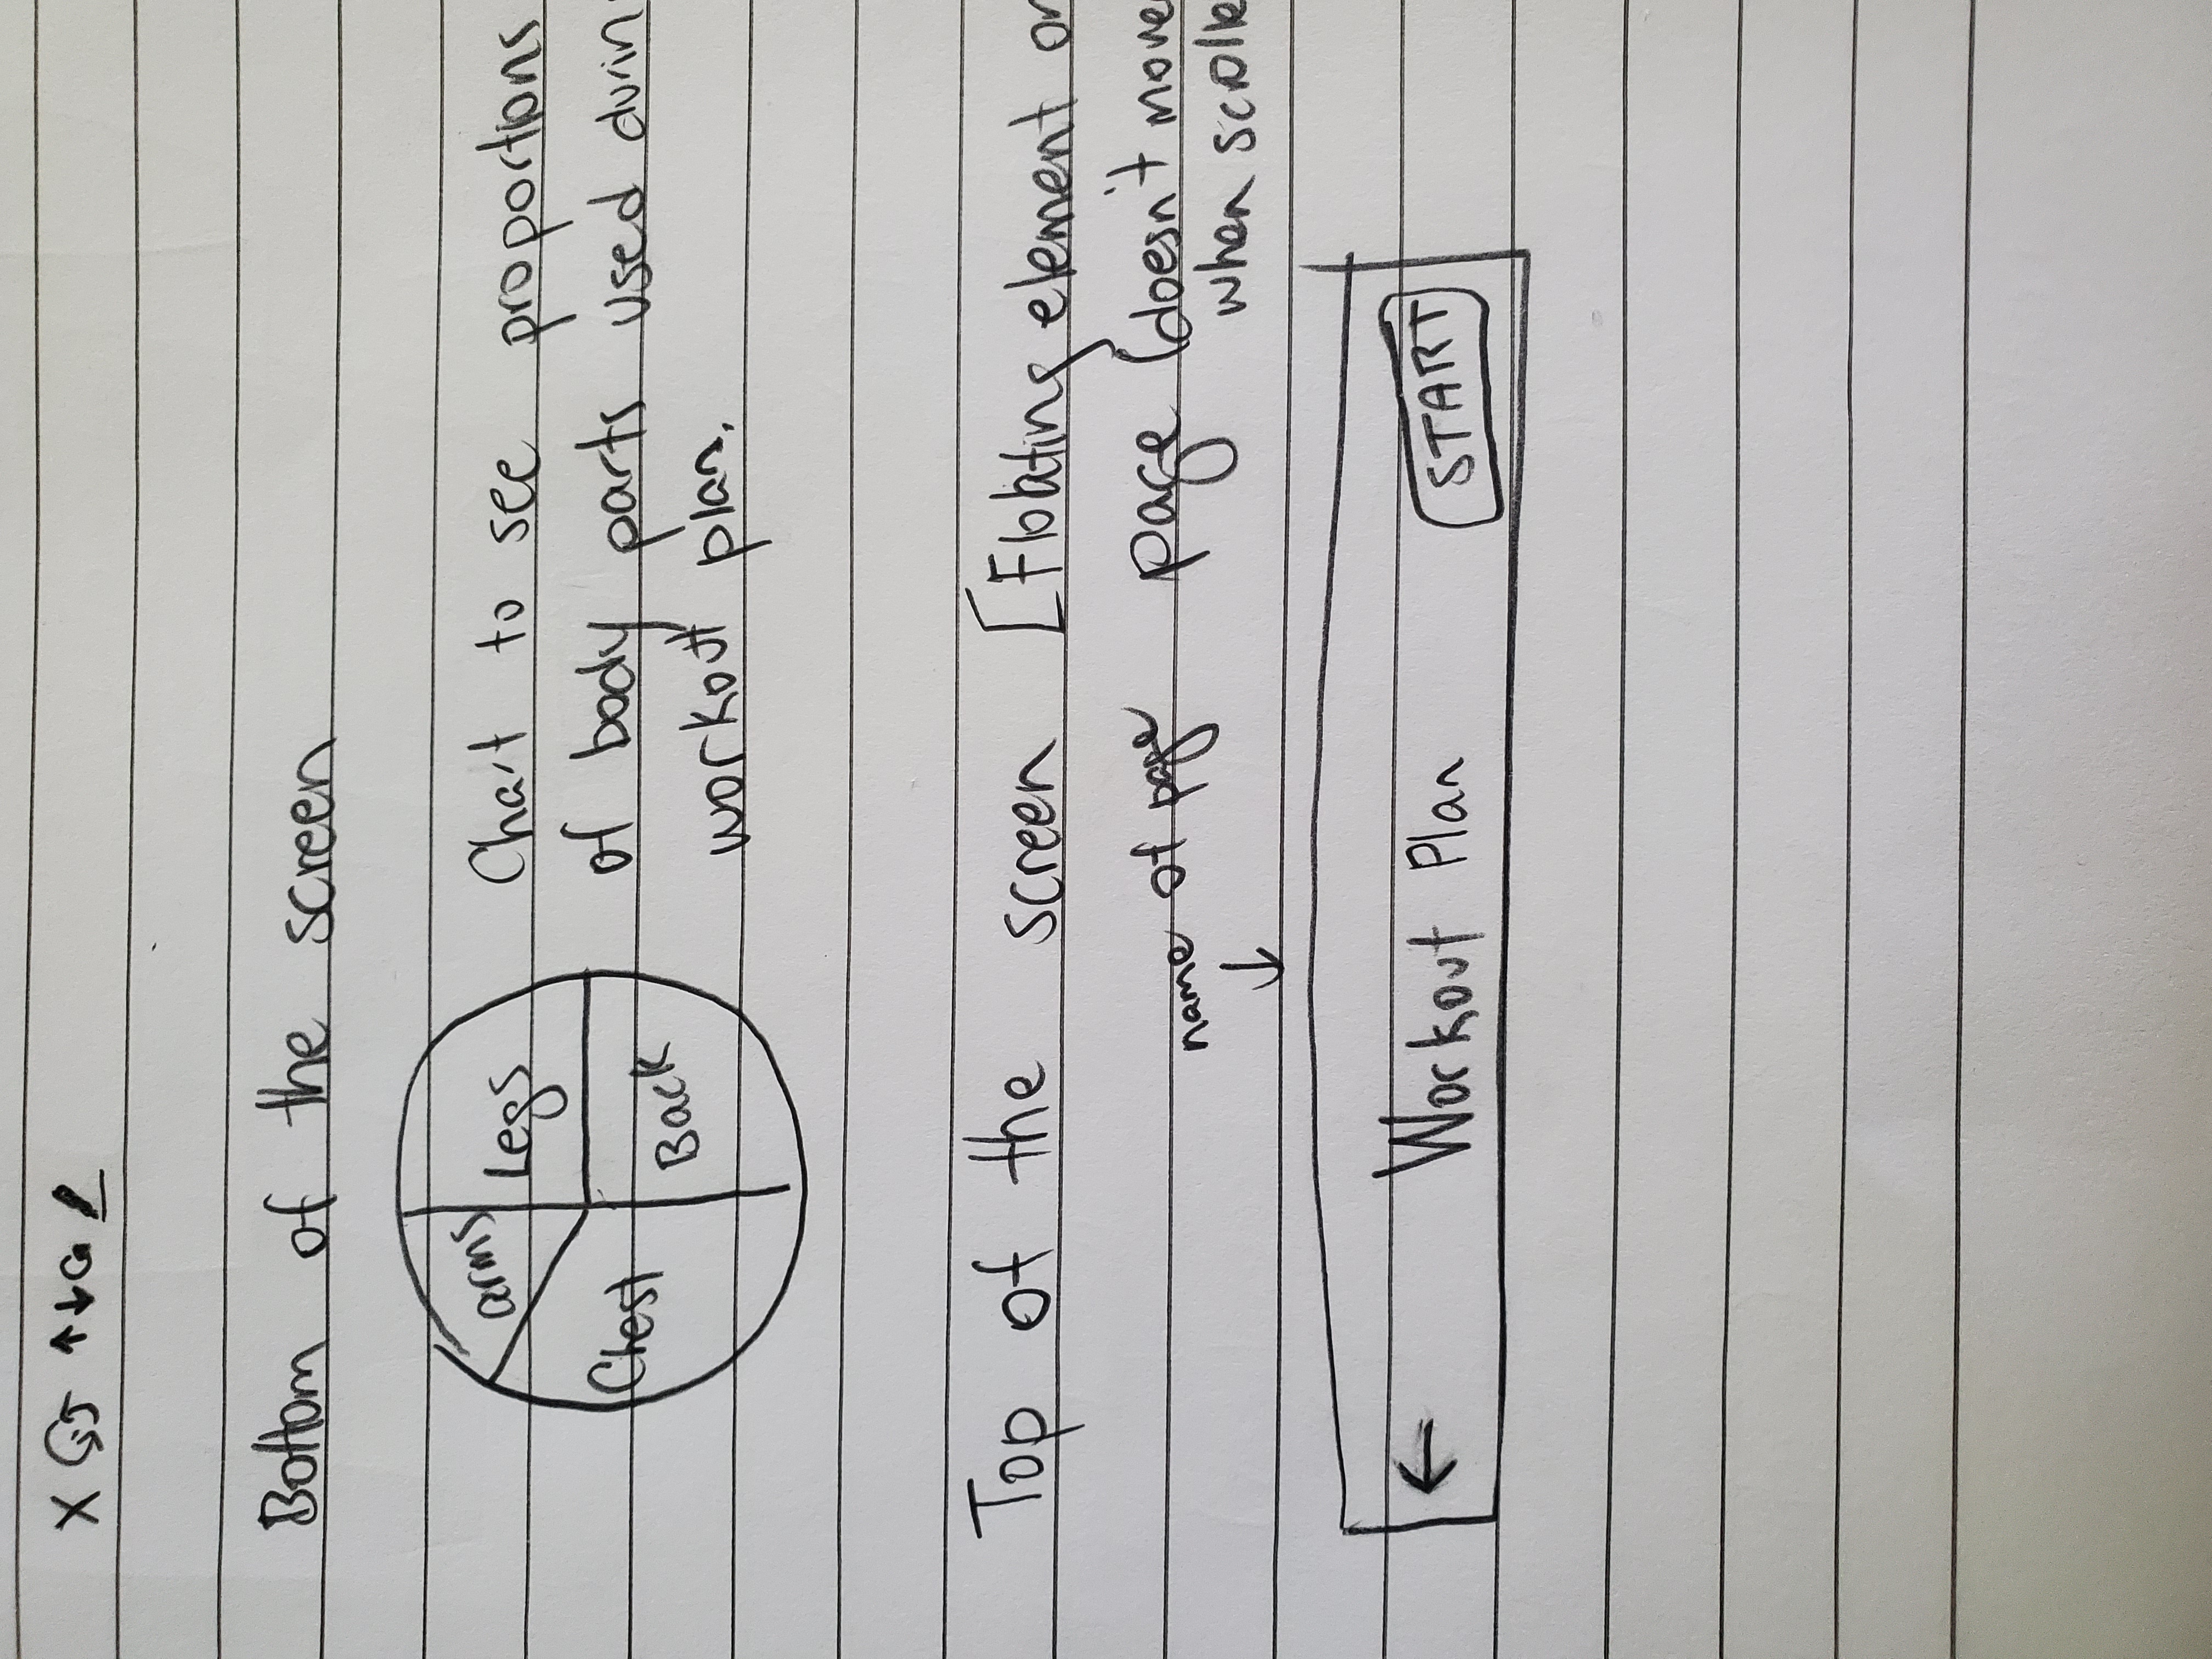 X
Bottom of the screen
arms
Legs
Chest
Back
Chart to see proportions
of body parts used durin
workout plan.
Top of the screen [Floating element on
name of page
page (doesn't move
when scrolle
← Workout Plan START